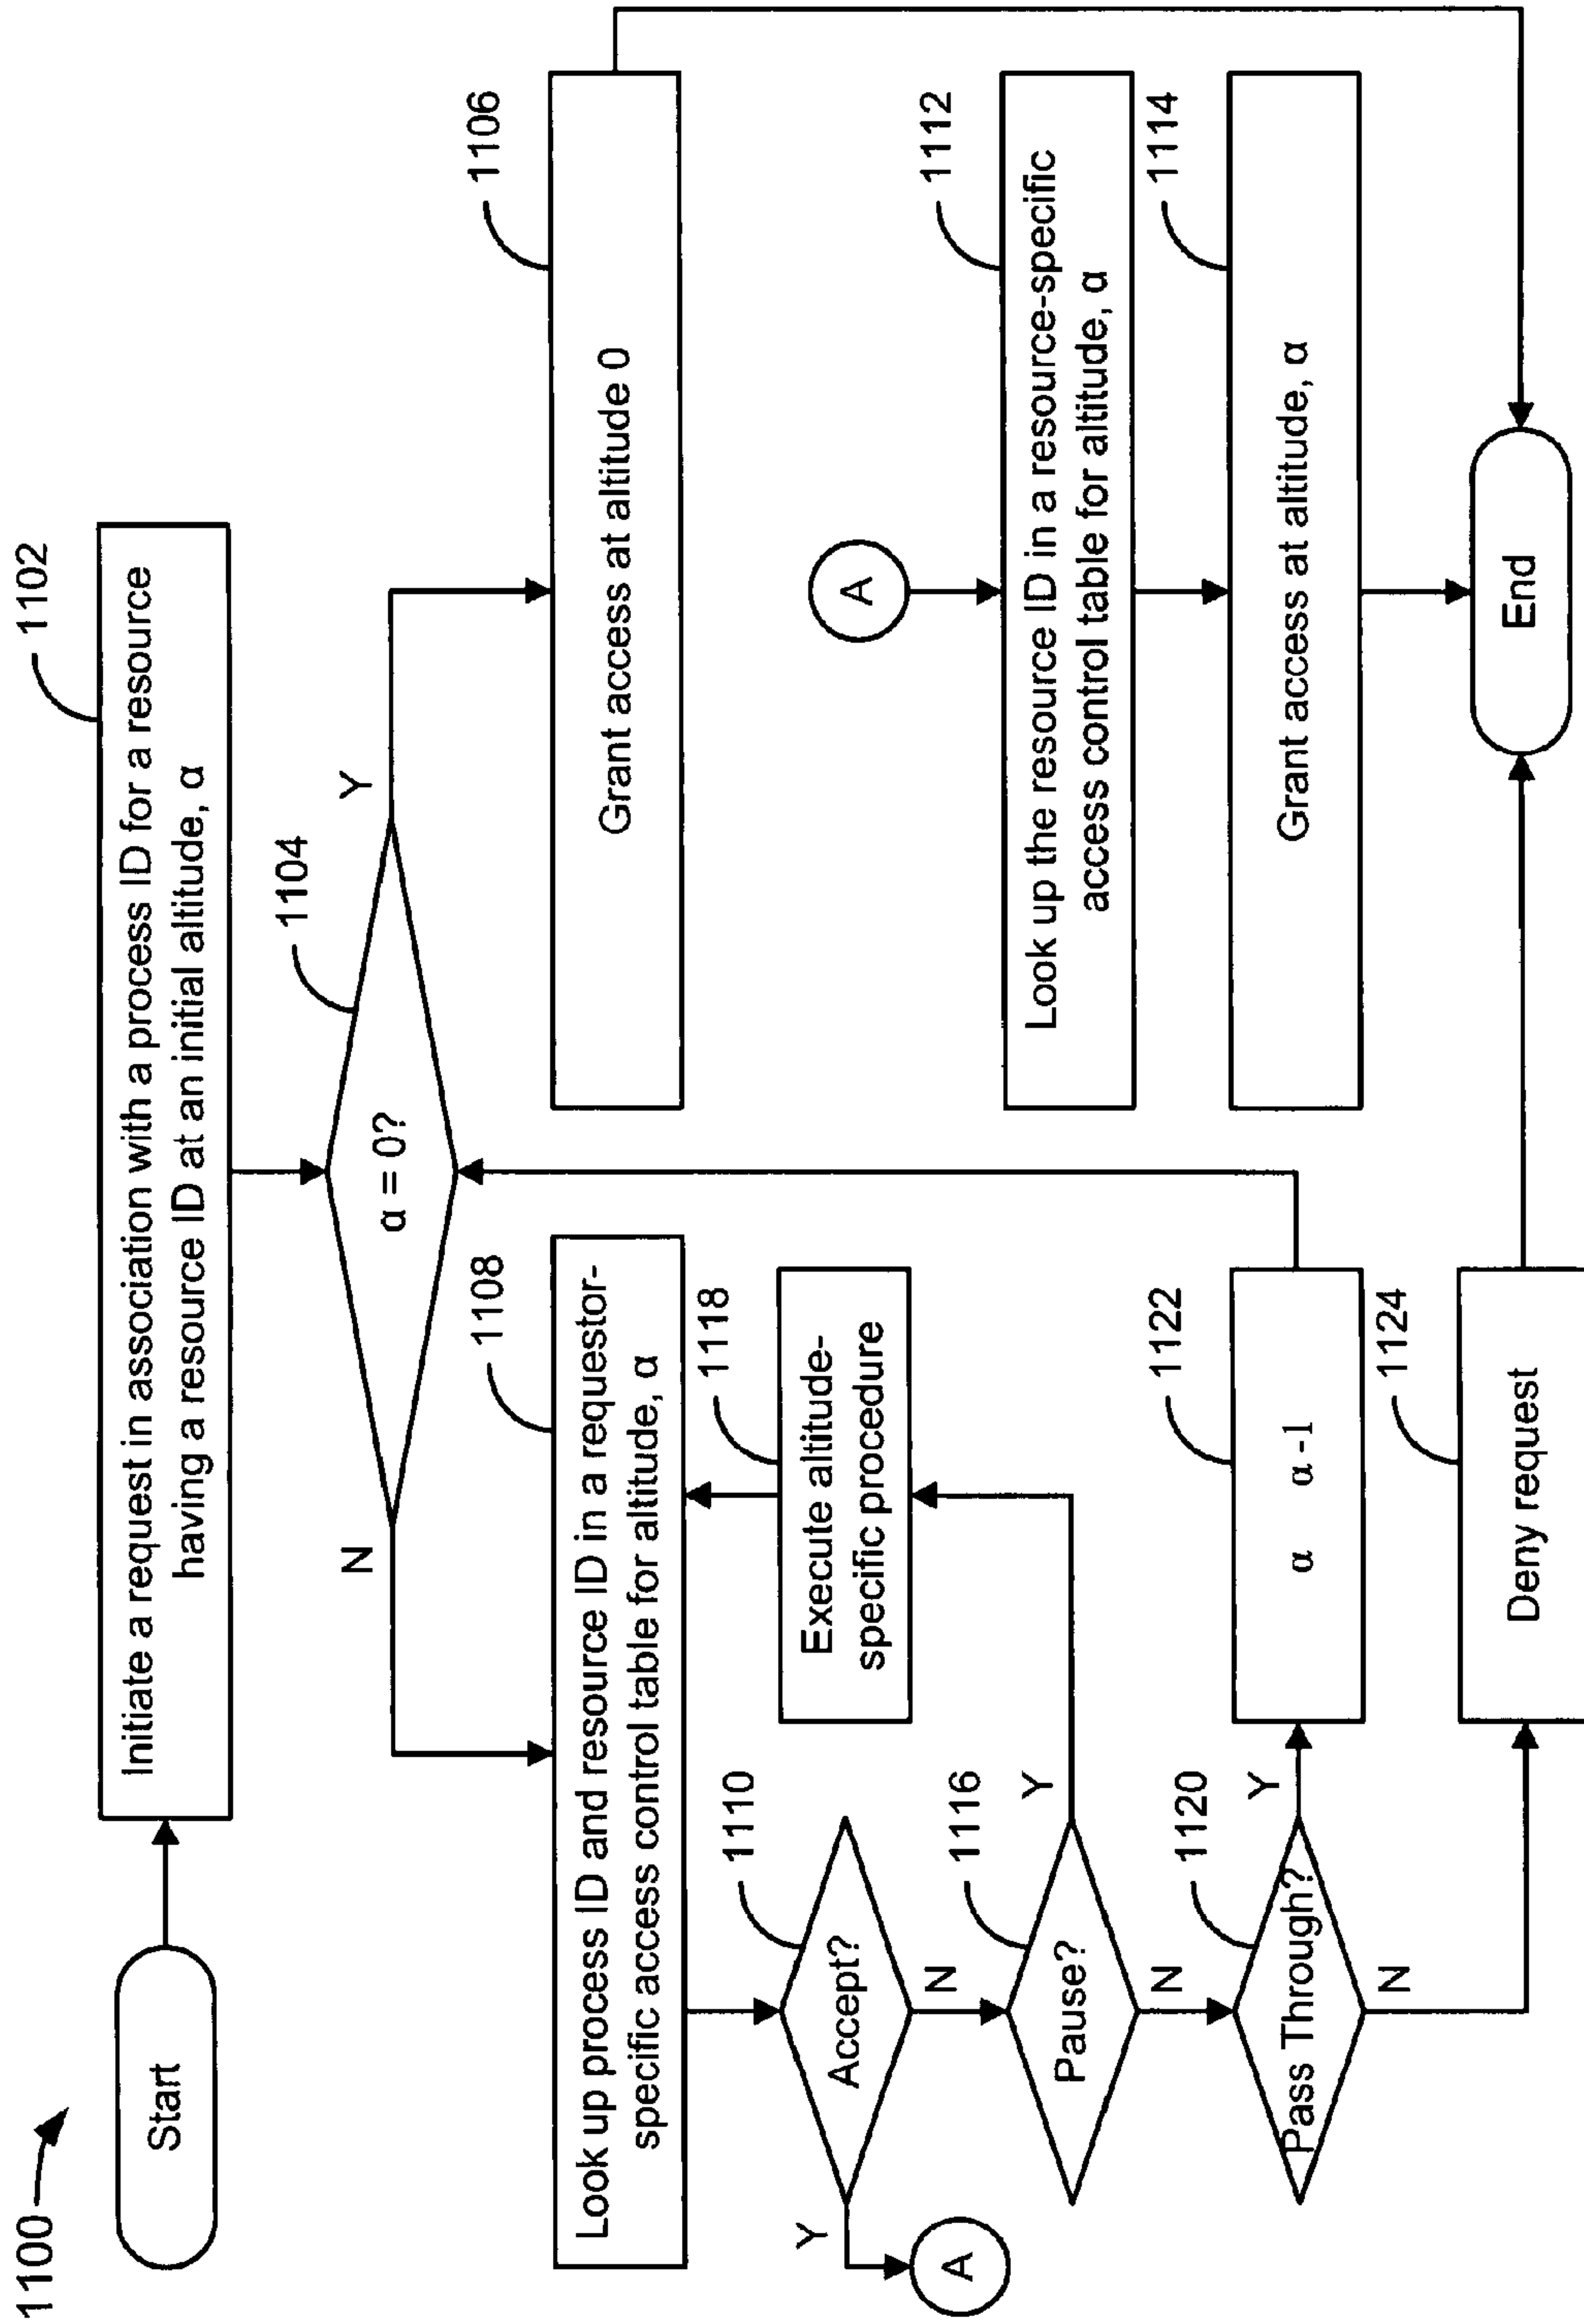 1100
Start
1102
Initiate a request in association with a process ID for a resource
having a resource ID at an initial altitude, α
1104
α = 0?
Y
N
1106
Grant access at altitude 0
1108
Look up process ID and resource ID in a requestor-
specific access control table for altitude, α
1110
Accept?
Y
N
A
A
1112
Look up the resource ID in a resource-specific
access control table for altitude, α
1114
Grant access at altitude, α
1116
Pause?
Y
N
1118
Execute altitude-
specific procedure
1120
Pass Through?
Y
N
1122
α α-1
1124
Deny request
End